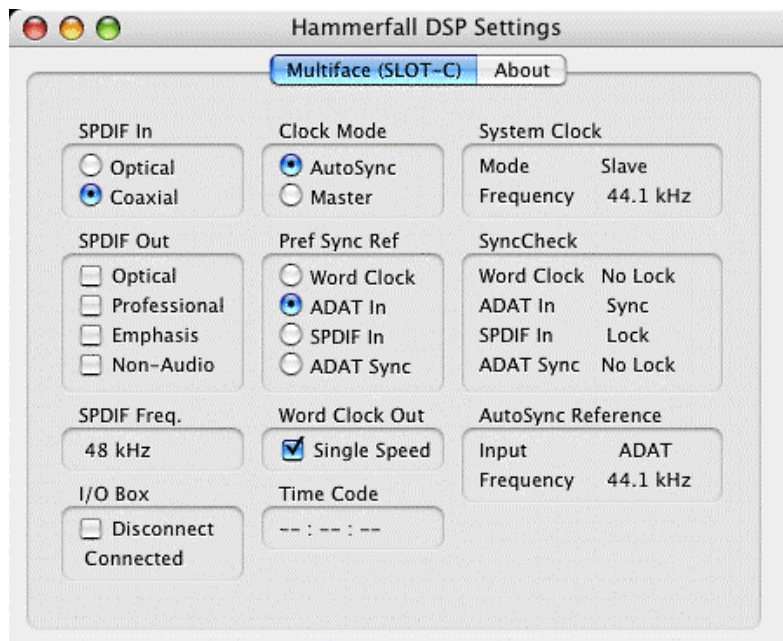 Hammerfall DSP Settings
Multiface (SLOT-C) About
SPDIF In
Optical
Coaxial
Clock Mode
AutoSync
Master
System Clock
Mode Slave
Frequency 44.1 kHz
SPDIF Out
Optical
Professional
Emphasis
Non-Audio
Pref Sync Ref
Word Clock
ADAT In
SPDIF In
ADAT Sync
SyncCheck
Word Clock No Lock
ADAT In Sync
SPDIF In Lock
ADAT Sync No Lock
SPDIF Freq.
48 kHz
Word Clock Out
Single Speed
AutoSync Reference
Input ADAT
Frequency 44.1 kHz
I/O Box
Disconnect
Connected
Time Code
-- : -- : --